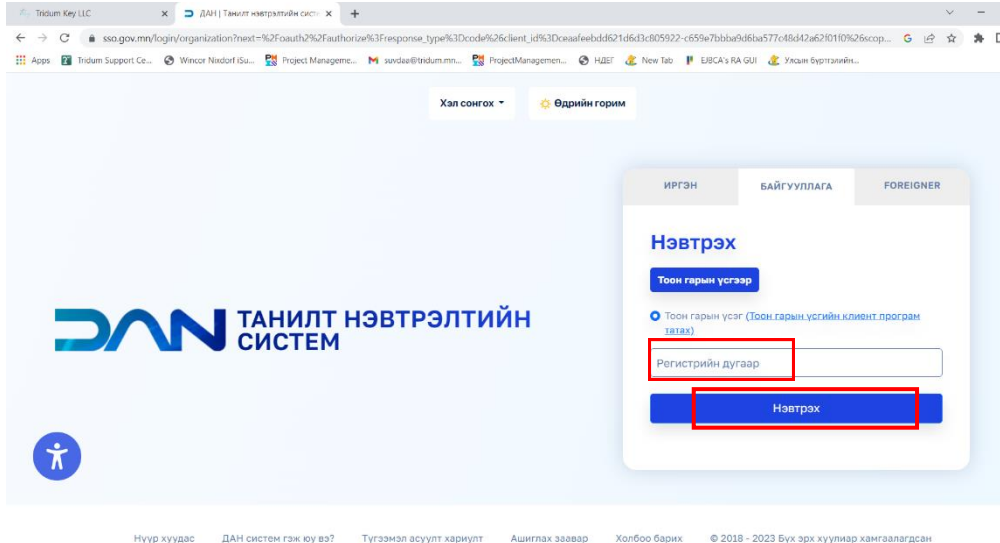 Tridum Key LLC
ДАН | Танилт нэвтрэлтийн систе
sso.gov.mn/login/organization?next=%2Foauth2%2Fauthorize%3Fresponse_type%3Dcode%26client_id%3Dceaafeebdd621d6d3c805922-c659e7bbba9d6ba577c48d42a62f01f0%26scop...
Apps Tridum Support Ce... Wincor Nixdorf iSu... Project Manageme... suvdaa@tridum.mn... ProjectManagemen... НДЕГ New Tab EJBCA's RA GUI Улсын бүртгэлийн...
Хэл сонгох Өдрийн горим
ИРГЭН БАЙГУУЛЛАГА FOREIGNER
Нэвтрэх
Тоон гарын үсгээр
Тоон гарын үсэг (Тоон гарын үсгийн клиент програм
татах)
DAN ТАНИЛТ НЭВТРЭЛТИЙН
СИСТЕМ
Регистрийн дугаар
Нэвтрэх
Нүүр хуудас ДАН систем гэж юу вэ? Түгээмэл асуулт хариулт Ашиглах заавар Холбоо барих © 2018 - 2023 Бүх эрх хуулиар хамгаалагдсан